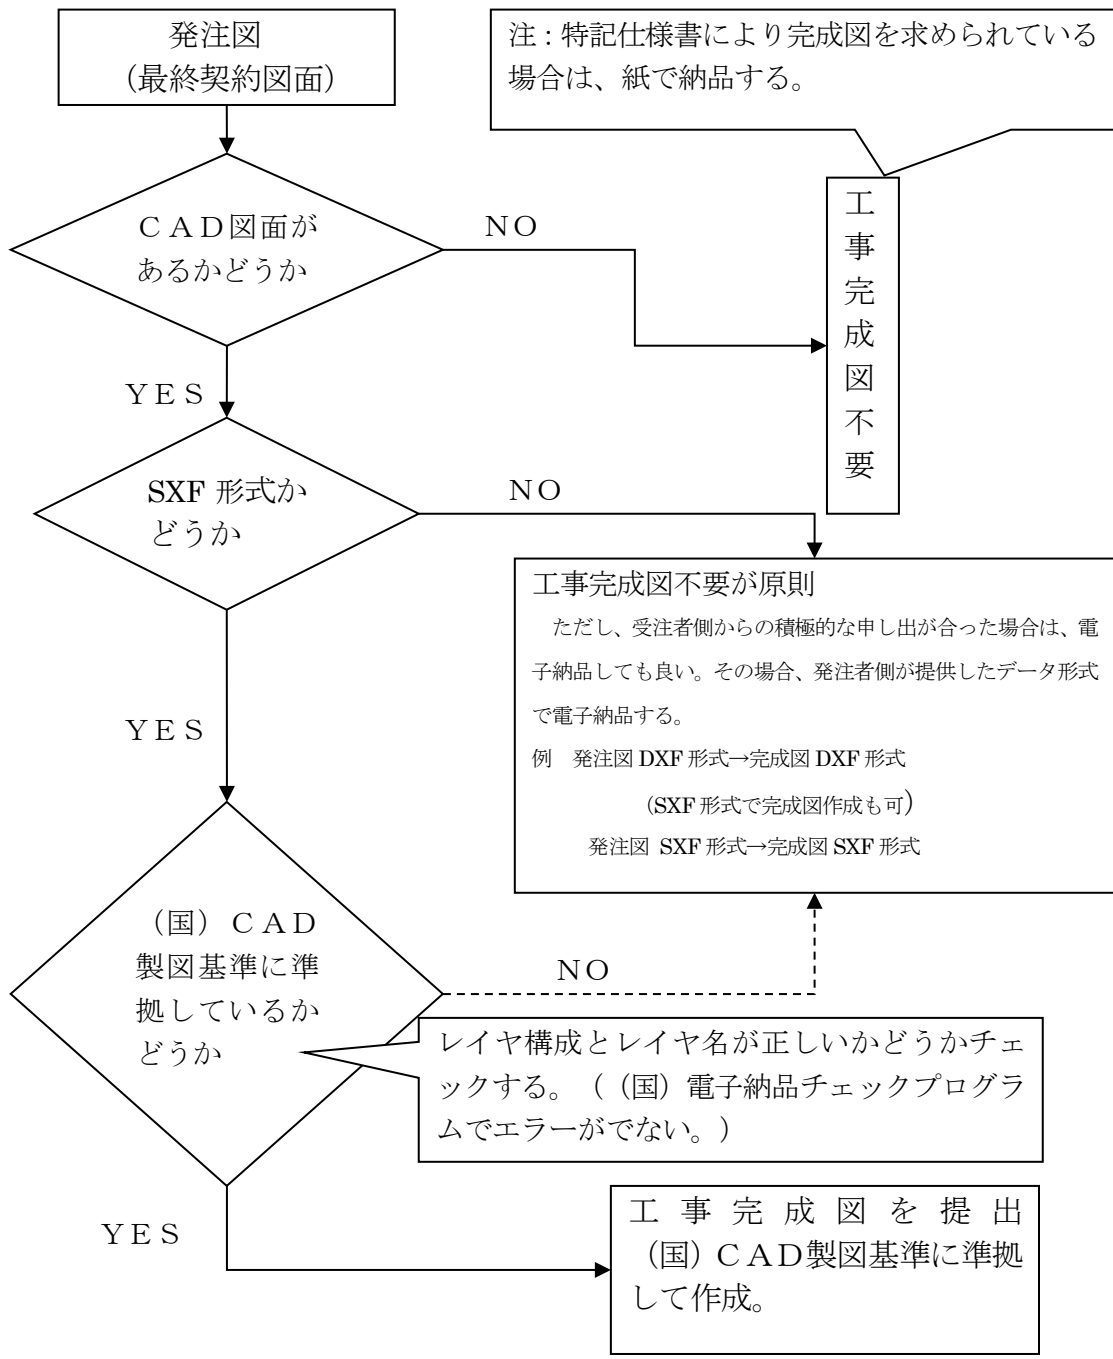 発注図
（最終契約図面）
注：特記仕様書により完成図を求められている
場合は、紙で納品する。
ＣＡＤ図面が
あるかどうか
ＮＯ
工事完成図不要
ＹＥＳ
SXF 形式か
どうか
ＮＯ
工事完成図不要が原則
ただし、受注者側からの積極的な申し出が合った場合は、電
子納品しても良い。その場合、発注者側が提供したデータ形式
で電子納品する。
例　発注図 DXF 形式→完成図 DXF 形式
（SXF 形式で完成図作成も可）
発注図 SXF 形式→完成図 SXF 形式
ＹＥＳ
（国）ＣＡＤ
製図基準に準
拠しているか
どうか
ＮＯ
レイヤ構成とレイヤ名が正しいかどうかチェ
ックする。（（国）電子納品チェックプログラ
ムでエラーがでない。）
ＹＥＳ
工事完成図を提出
（国）ＣＡＤ製図基準に準拠
して作成。